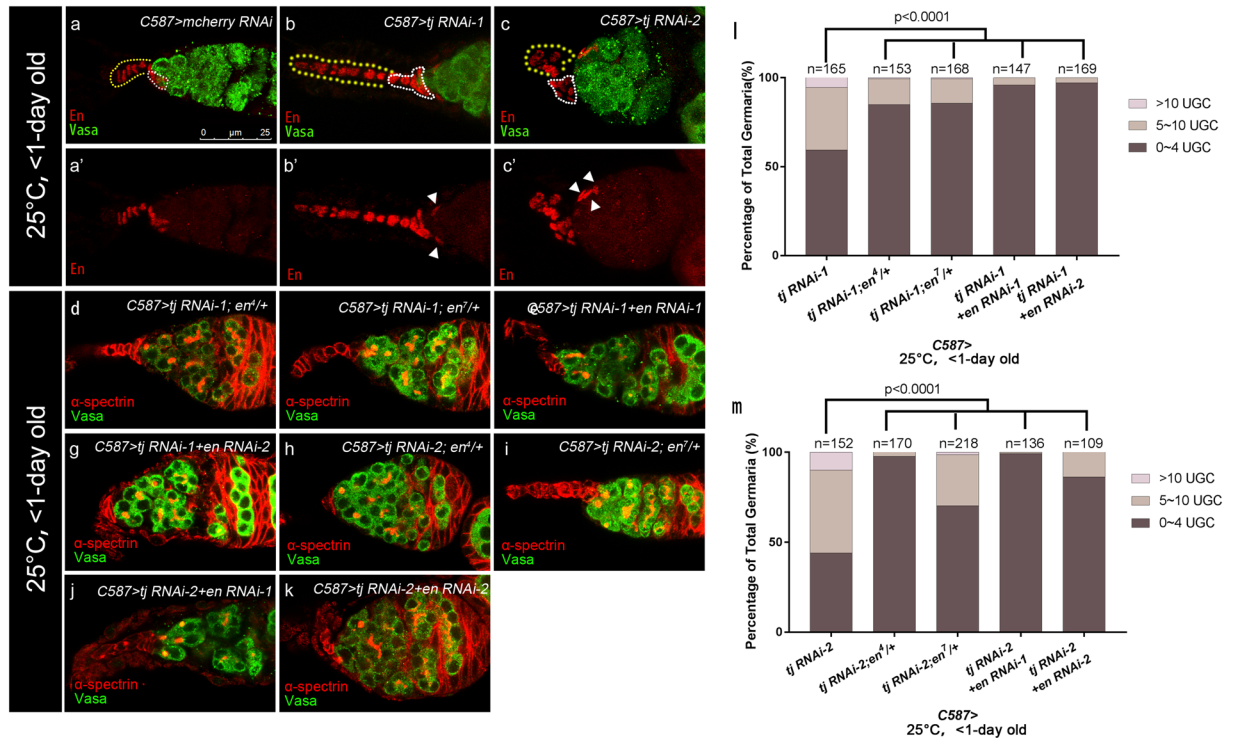 25°C, <1-day old
a
C587>mcherry RNAi
En
Vasa
0 µm 25
b
C587>tj RNAi-1
En
Vasa
c
C587>tj RNAi-2
En
Vasa
a’
En
b’
En
c’
En
25°C, <1-day old
d
C587>tj RNAi-1; en⁴/+
α-spectrin
Vasa
C587>tj RNAi-1; en⁷/+
α-spectrin
Vasa
e
C587>tj RNAi-1+en RNAi-1
α-spectrin
Vasa
g
C587>tj RNAi-1+en RNAi-2
α-spectrin
Vasa
h
C587>tj RNAi-2; en⁴/+
α-spectrin
Vasa
i
C587>tj RNAi-2; en⁷/+
α-spectrin
Vasa
j
C587>tj RNAi-2+en RNAi-1
α-spectrin
Vasa
k
C587>tj RNAi-2+en RNAi-2
α-spectrin
Vasa
l
p<0.0001
n=165 n=153 n=168 n=147 n=169
Percentage of Total Germaria(%)
100
50
0
>10 UGC
5~10 UGC
0~4 UGC
tj RNAi-1
tj RNAi-1;en⁴/+
tj RNAi-1;en⁷/+
tj RNAi-1
+en RNAi-1
tj RNAi-1
+en RNAi-2
C587>
25°C, <1-day old
m
p<0.0001
n=152 n=170 n=218 n=136 n=109
Percentage of Total Germaria (%)
100
50
0
>10 UGC
5~10 UGC
0~4 UGC
tj RNAi-2
tj RNAi-2;en⁴/+
tj RNAi-2;en⁷/+
tj RNAi-2
+en RNAi-1
tj RNAi-2
+en RNAi-2
C587>
25°C, <1-day old